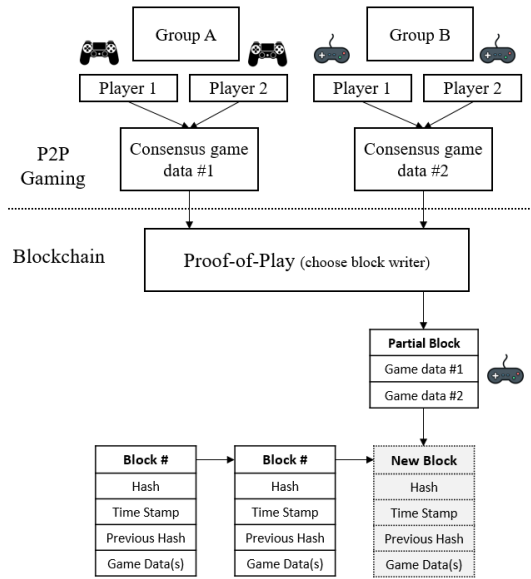 Group A
Group B
Player 1
Player 2
Player 1
Player 2
Consensus game
data #1
Consensus game
data #2
P2P
Gaming
Blockchain
Proof-of-Play (choose block writer)
Partial Block
Game data #1
Game data #2
Block #
Hash
Time Stamp
Previous Hash
Game Data(s)
Block #
Hash
Time Stamp
Previous Hash
Game Data(s)
New Block
Hash
Time Stamp
Previous Hash
Game Data(s)